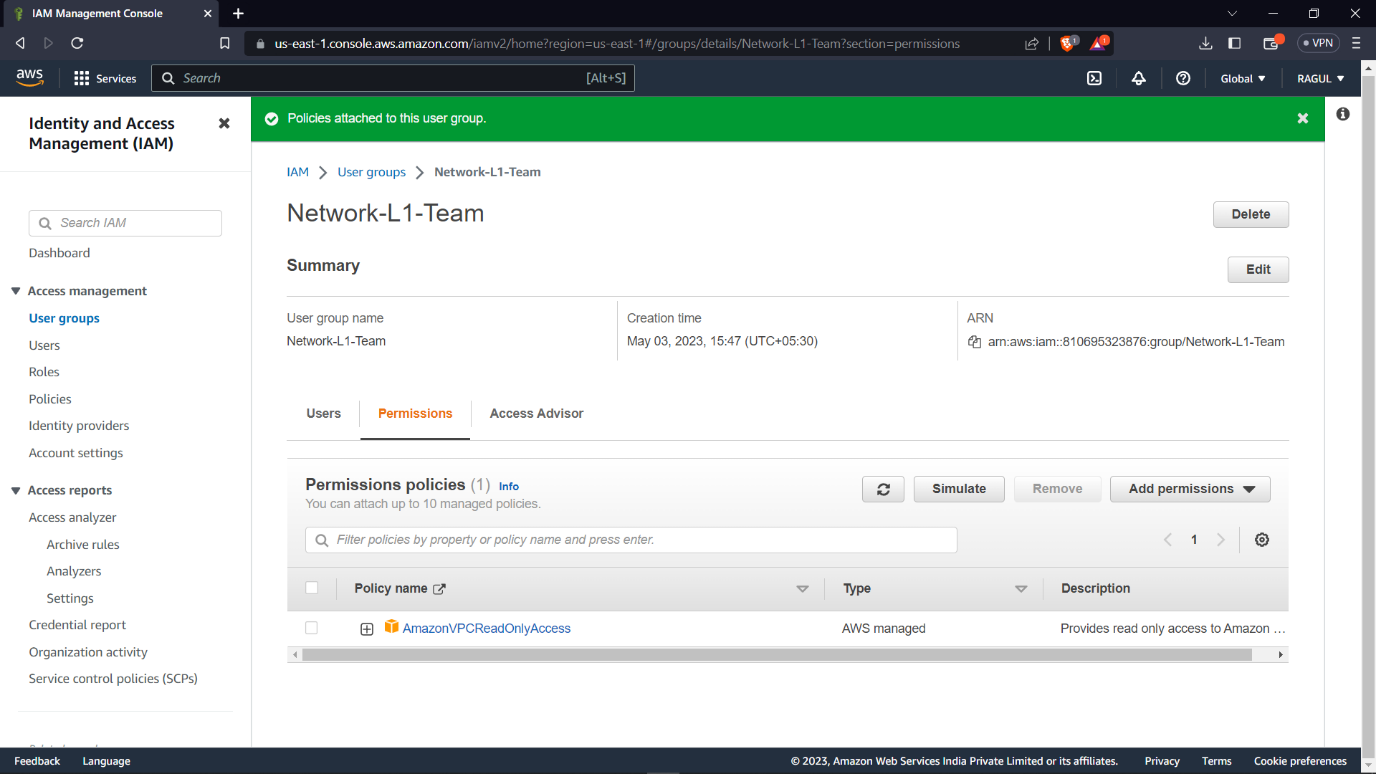 IAM Management Console
us-east-1.console.aws.amazon.com/iamv2/home?region=us-east-1#/groups/details/Network-L1-Team?section=permissions
1
1
VPN
aws
Services
Search
[Alt+S]
Global
RAGUL
Identity and Access
Management (IAM)
Search IAM
Dashboard
Access management
User groups
Users
Roles
Policies
Identity providers
Account settings
Access reports
Access analyzer
Archive rules
Analyzers
Settings
Credential report
Organization activity
Service control policies (SCPs)
Policies attached to this user group.
IAM > User groups > Network-L1-Team
Network-L1-Team
Delete
Summary
Edit
User group name
Network-L1-Team
Creation time
May 03, 2023, 15:47 (UTC+05:30)
ARN
arn:aws:iam::810695323876:group/Network-L1-Team
Users
Permissions
Access Advisor
Permissions policies (1) Info
You can attach up to 10 managed policies.
Simulate
Remove
Add permissions
Filter policies by property or policy name and press enter.
1
Policy name
Type
Description
AmazonVPCReadOnlyAccess
AWS managed
Provides read only access to Amazon ...
Feedback
Language
© 2023, Amazon Web Services India Private Limited or its affiliates.
Privacy
Terms
Cookie preferences